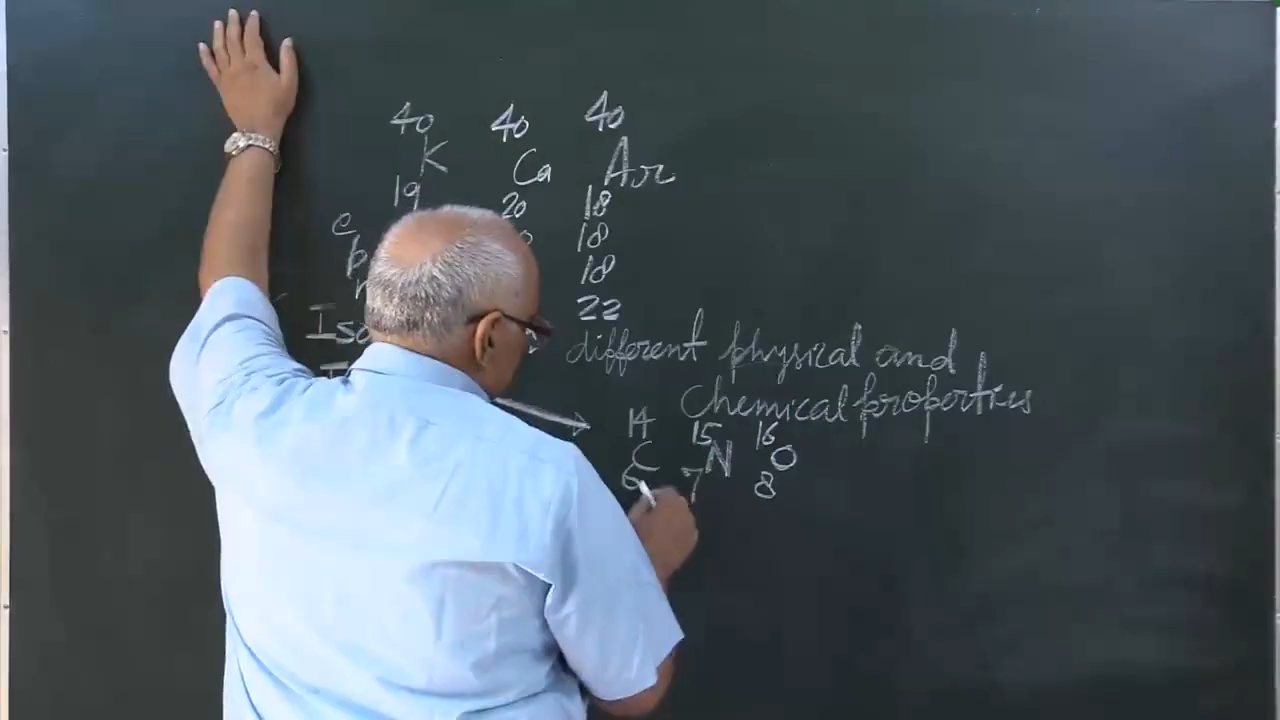 40 40 40
K Ca Ar
19 20 18
e 18
p 18
22
different physical and
Chemical properties
14 15 16
C N O
6 7 8